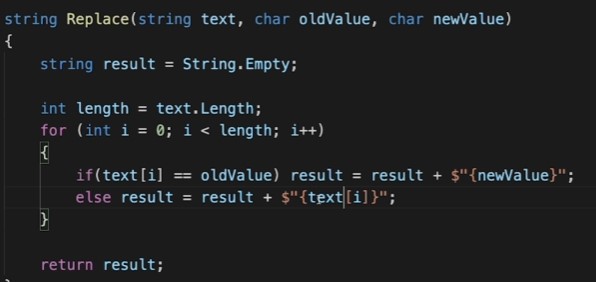 string Replace(string text, char oldValue, char newValue)
{
    string result = String.Empty;

    int length = text.Length;
    for (int i = 0; i < length; i++)
    {
        if(text[i] == oldValue) result = result + $"{newValue}";
        else result = result + $"{text[i]}";
    }

    return result;
}